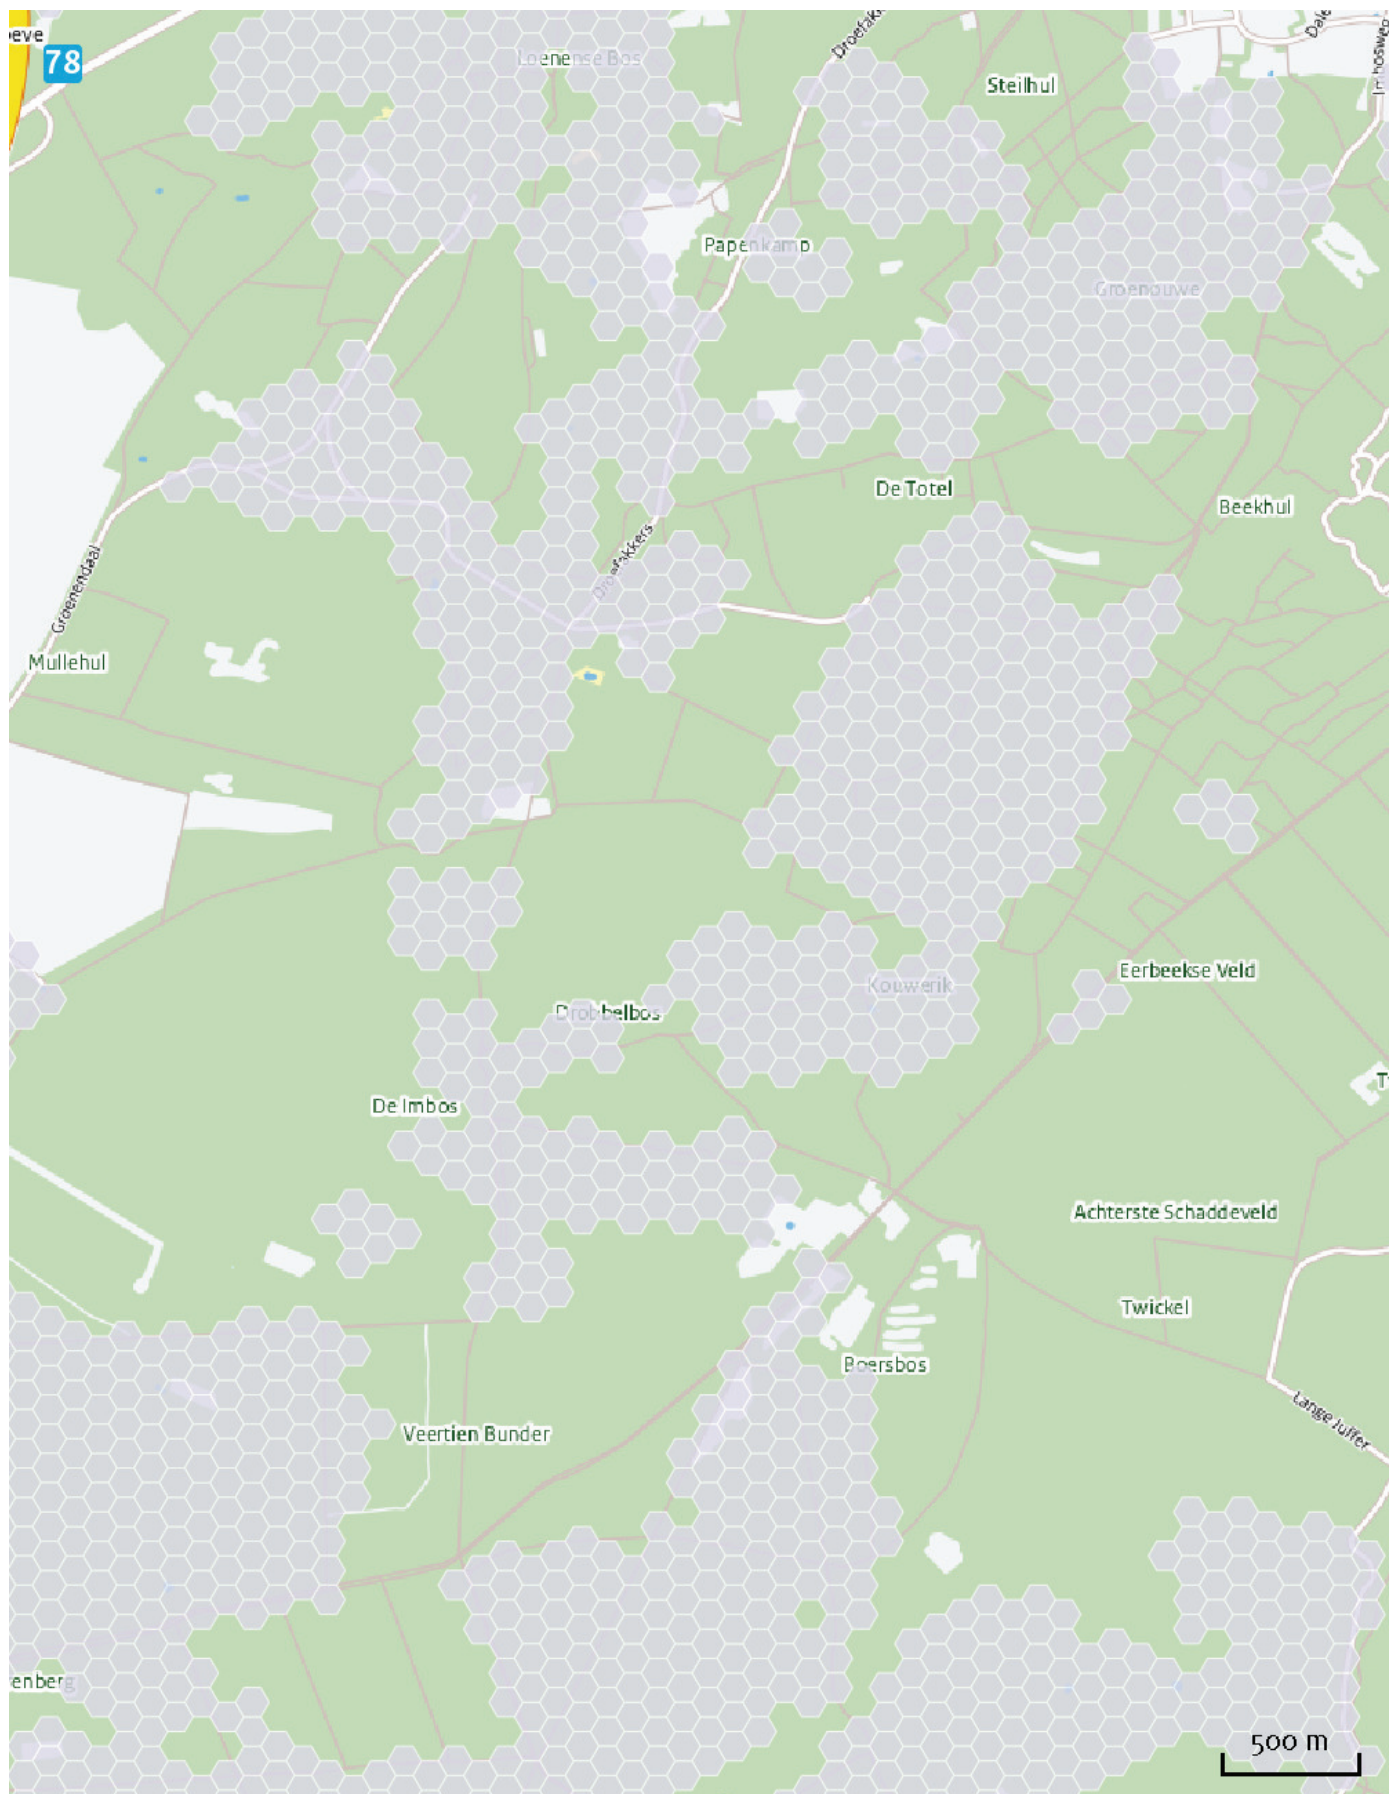 78
Loenense Bos
Steilhul
Papenkamp
Groenouwe
De Totel
Beekhul
Droefakkers
Groenendaal
Mullehul
Eerbeekse Veld
Kouwerik
Drobbelbos
De Imbos
Achterste Schaddeveld
Twickel
Boersbos
Lange Juffer
Veertien Bunder
500 m